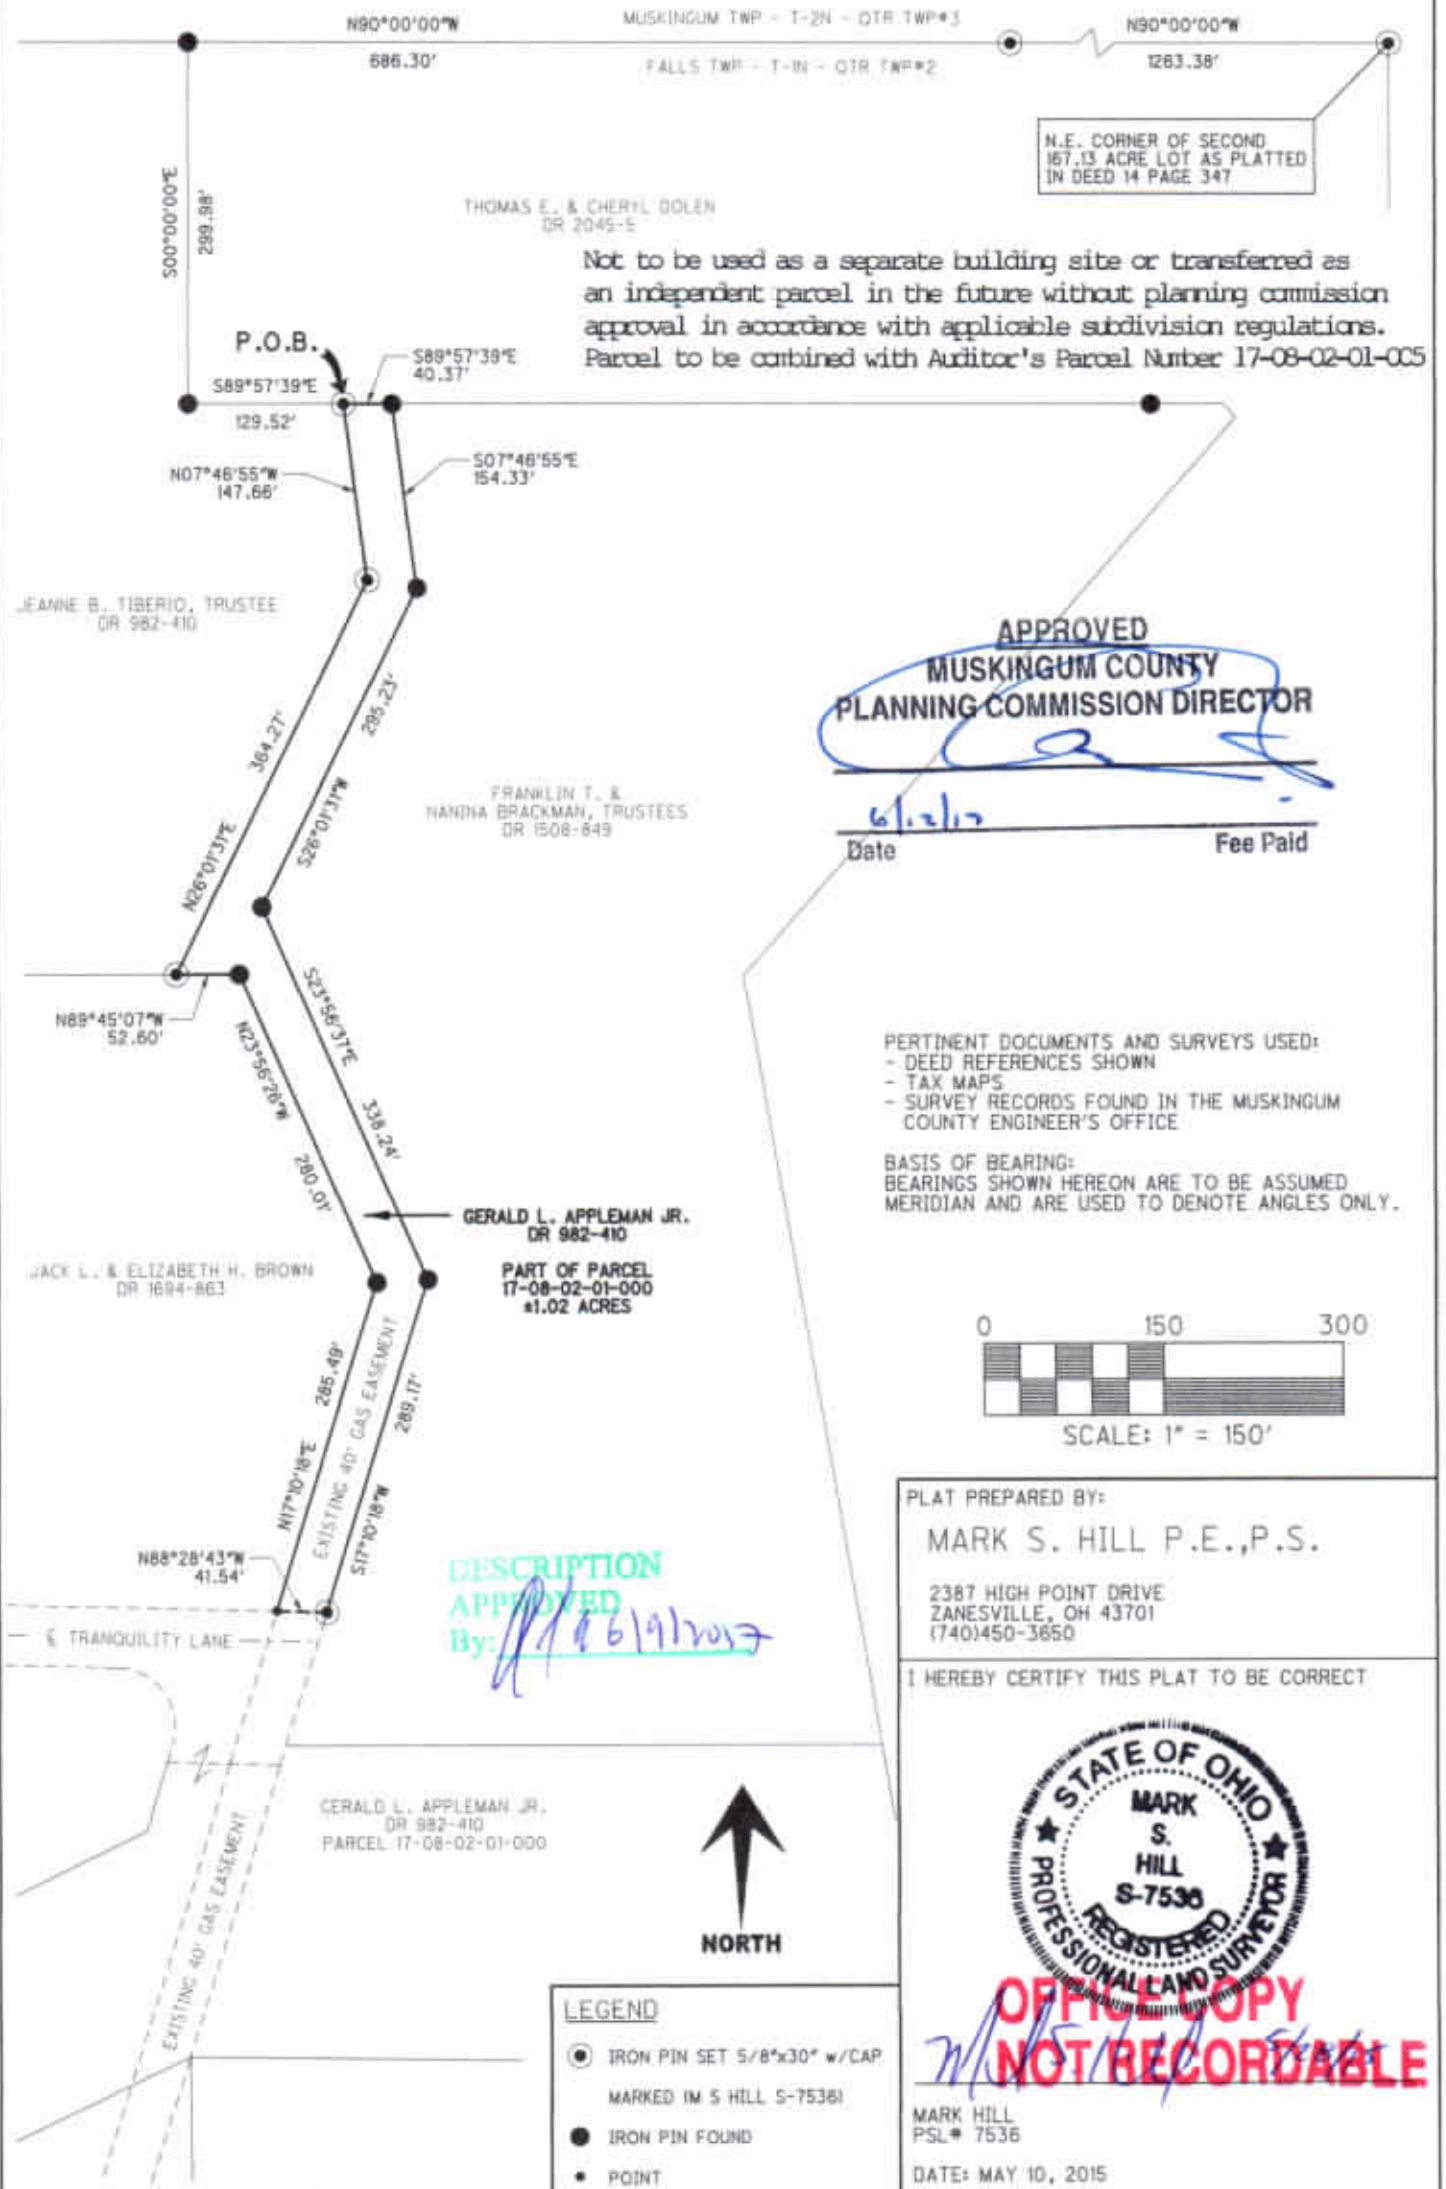 N90°00'00"W
686.30'
MUSKINGUM TWP - T-2N - QTR TWP#3
FALLS TWP - T-1N - QTR TWP#2
N90°00'00"W
1263.38'
N.E. CORNER OF SECOND
167.13 ACRE LOT AS PLATTED
IN DEED 14 PAGE 347
S00°00'00"E
299.98'
THOMAS E. & CHERYL DOLEN
DR 2045-5
Not to be used as a separate building site or transferred as
an independent parcel in the future without planning commission
approval in accordance with applicable subdivision regulations.
Parcel to be combined with Auditor's Parcel Number 17-08-02-01-005
P.O.B.
S89°57'39"E
40.37'
S89°57'39"E
129.52'
N07°46'55"W
147.66'
S07°46'55"E
154.33'
JEANNE B. TIBERIO, TRUSTEE
DR 982-410
364.27'
N26°01'31"E
295.23'
S26°01'31"W
FRANKLIN T. &
NANINA BRACKMAN, TRUSTEES
DR 1508-849
APPROVED
MUSKINGUM COUNTY
PLANNING COMMISSION DIRECTOR
6/12/17
Date
Fee Paid
N89°45'07"W
52.60'
N23°56'26"W
280.01'
S23°56'37"E
338.24'
PERTINENT DOCUMENTS AND SURVEYS USED:
- DEED REFERENCES SHOWN
- TAX MAPS
- SURVEY RECORDS FOUND IN THE MUSKINGUM
COUNTY ENGINEER'S OFFICE
BASIS OF BEARING:
BEARINGS SHOWN HEREON ARE TO BE ASSUMED
MERIDIAN AND ARE USED TO DENOTE ANGLES ONLY.
GERALD L. APPLEMAN JR.
DR 982-410
PART OF PARCEL
17-08-02-01-000
±1.02 ACRES
JACK L. & ELIZABETH H. BROWN
DR 1694-863
285.49'
N17°10'18"E
EXISTING 40' GAS EASEMENT
289.17'
S17°10'18"W
0 150 300
SCALE: 1" = 150'
N88°28'43"W
41.54'
DESCRIPTION
APPROVED
By: 6/9/2017
℄ TRANQUILITY LANE
PLAT PREPARED BY:
MARK S. HILL P.E.,P.S.
2387 HIGH POINT DRIVE
ZANESVILLE, OH 43701
(740)450-3650
I HEREBY CERTIFY THIS PLAT TO BE CORRECT
STATE OF OHIO
MARK
S.
HILL
S-7536
REGISTERED
PROFESSIONAL LAND SURVEYOR
GERALD L. APPLEMAN JR.
DR 982-410
PARCEL 17-08-02-01-000
EXISTING 40' GAS EASEMENT
NORTH
OFFICE COPY
NOT RECORDABLE
LEGEND
IRON PIN SET 5/8"x30" w/CAP
MARKED (M S HILL S-7536)
IRON PIN FOUND
POINT
MARK HILL
PSL# 7536
DATE: MAY 10, 2015